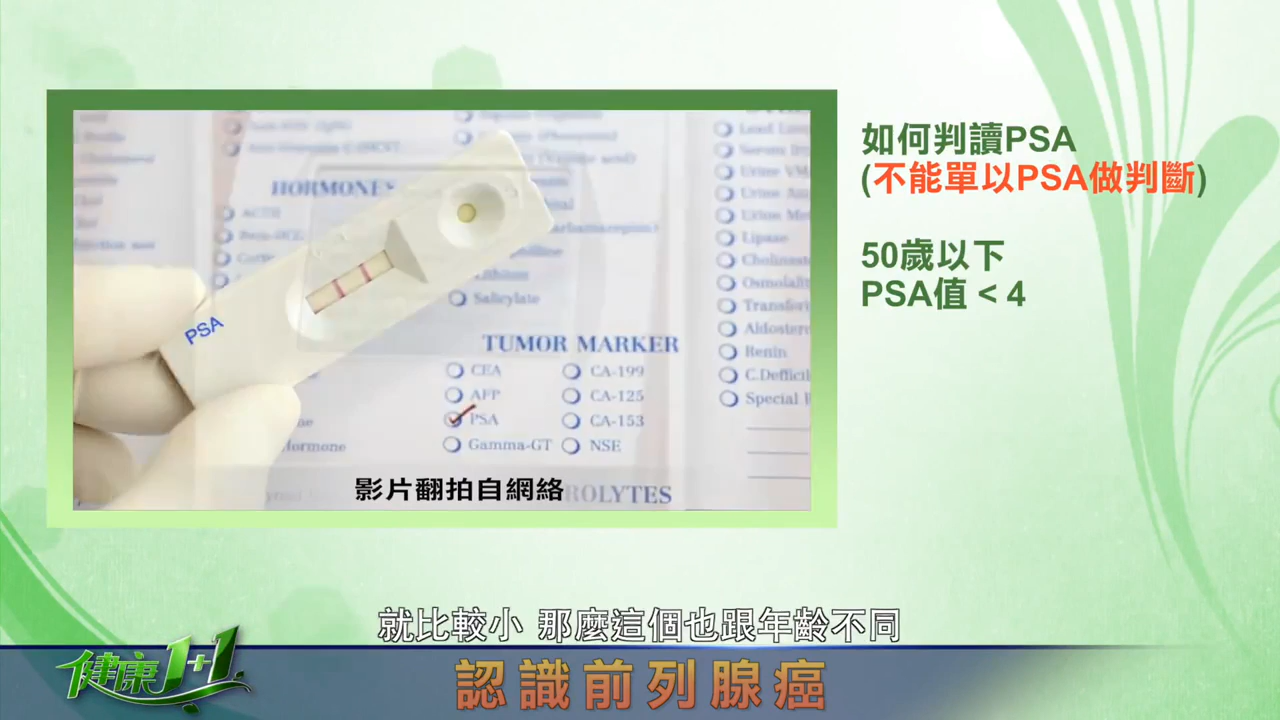 如何判讀PSA
(不能單以PSA做判斷)
50歲以下
PSA值 < 4
HORMONES
Salicylate
PSA
TUMOR MARKER
CEA
CA-199
AFP
CA-125
PSA
CA-153
Gamma-GT
NSE
Hormone
Lipase
Renin
Special
影片翻拍自網絡
就比較小 那麼這個也跟年齡不同
健康1+1
認識前列腺癌